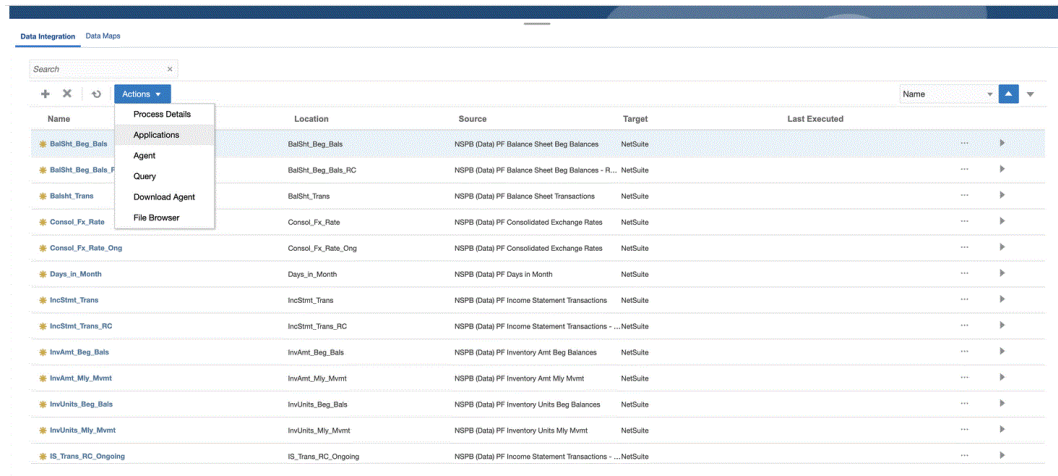 Data Integration Data Maps
Search ×
Actions
Name
Process Details
Applications
Agent
Query
Download Agent
File Browser
Name Location Source Target Last Executed
BalSht_Beg_Bals BalSht_Beg_Bals NSPB (Data) PF Balance Sheet Beg Balances NetSuite ...
BalSht_Beg_Bals_R BalSht_Beg_Bals_RC NSPB (Data) PF Balance Sheet Beg Balances - R... NetSuite ...
Balsht_Trans BalSht_Trans NSPB (Data) PF Balance Sheet Transactions NetSuite ...
Consol_Fx_Rate Consol_Fx_Rate NSPB (Data) PF Consolidated Exchange Rates NetSuite ...
Consol_Fx_Rate_Ong Consol_Fx_Rate_Ong NSPB (Data) PF Consolidated Exchange Rates NetSuite ...
Days_in_Month Days_in_Month NSPB (Data) PF Days in Month NetSuite ...
IncStmt_Trans IncStmt_Trans NSPB (Data) PF Income Statement Transactions NetSuite ...
IncStmt_Trans_RC IncStmt_Trans_RC NSPB (Data) PF Income Statement Transactions - ... NetSuite ...
InvAmt_Beg_Bals InvAmt_Beg_Bals NSPB (Data) PF Inventory Amt Beg Balances NetSuite ...
InvAmt_Mly_Mvmt InvAmt_Mly_Mvmt NSPB (Data) PF Inventory Amt Mly Mvmt NetSuite ...
InvUnits_Beg_Bals InvUnits_Beg_Bals NSPB (Data) PF Inventory Units Beg Balances NetSuite ...
InvUnits_Mly_Mvmt InvUnits_Mly_Mvmt NSPB (Data) PF Inventory Units Mly Mvmt NetSuite ...
IS_Trans_RC_Ongoing IS_Trans_RC_Ongoing NSPB (Data) PF Income Statement Transactions - ... NetSuite ...